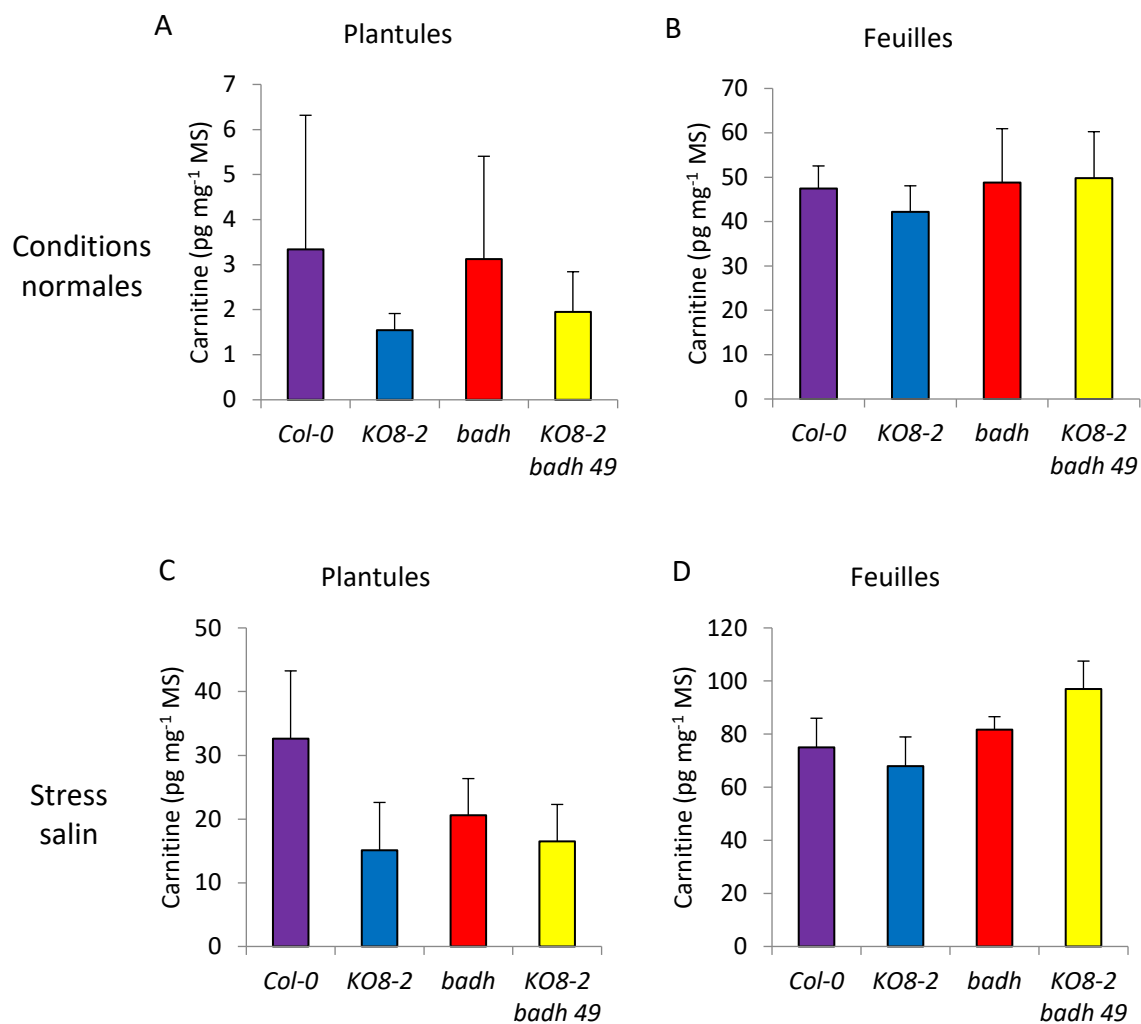 A
Plantules
Carnitine (pg mg⁻¹ MS)
7
6
5
4
3
2
1
0
Col-0 KO8-2 badh KO8-2
badh 49
B
Feuilles
Carnitine (pg mg⁻¹ MS)
70
60
50
40
30
20
10
0
Col-0 KO8-2 badh KO8-2
badh 49
Conditions
normales
C
Plantules
Carnitine (pg mg⁻¹ MS)
50
40
30
20
10
0
Col-0 KO8-2 badh KO8-2
badh 49
D
Feuilles
Carnitine (pg mg⁻¹ MS)
120
100
80
60
40
20
0
Col-0 KO8-2 badh KO8-2
badh 49
Stress
salin